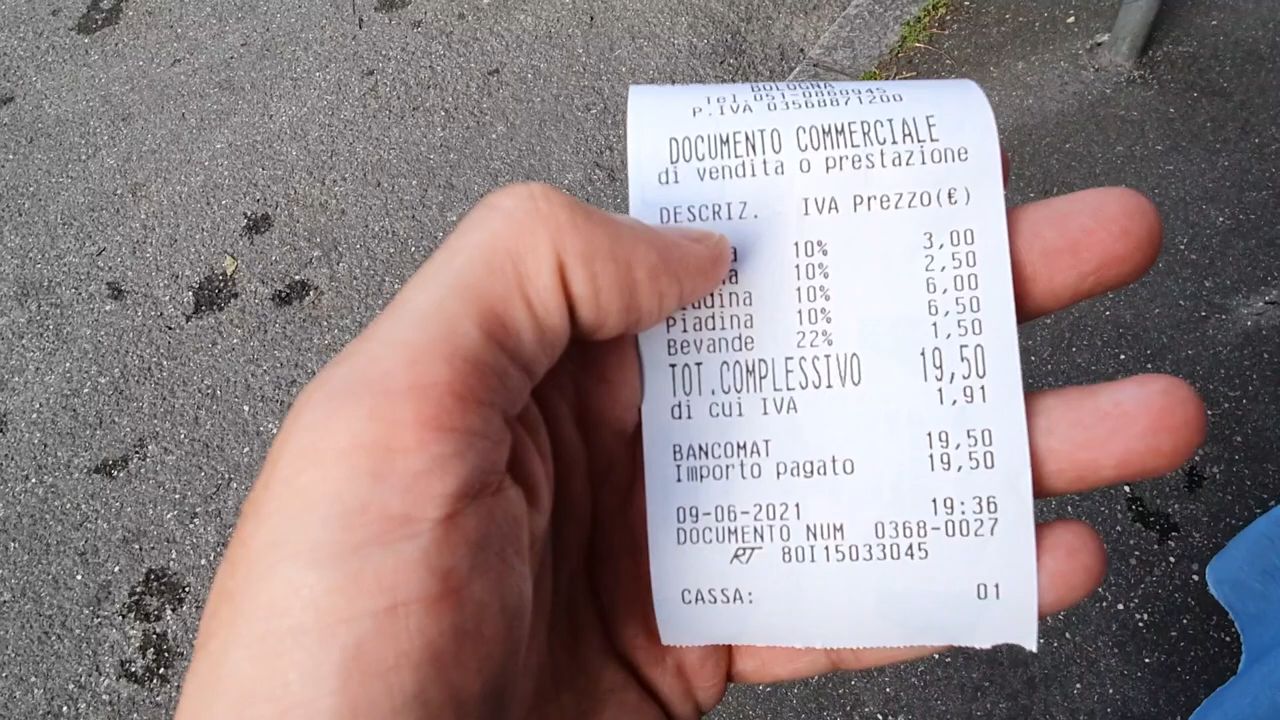 BOLOGNA
Tel.051-0860945
P.IVA 03568871200
DOCUMENTO COMMERCIALE
di vendita o prestazione
DESCRIZ. IVA Prezzo(€)
10% 3,00
10% 2,50
10% 6,00
Piadina 10% 6,50
Bevande 22% 1,50
TOT.COMPLESSIVO 19,50
di cui IVA 1,91
BANCOMAT 19,50
Importo pagato 19,50
09-06-2021 19:36
DOCUMENTO NUM 0368-0027
RT 80I15033045
CASSA: 01